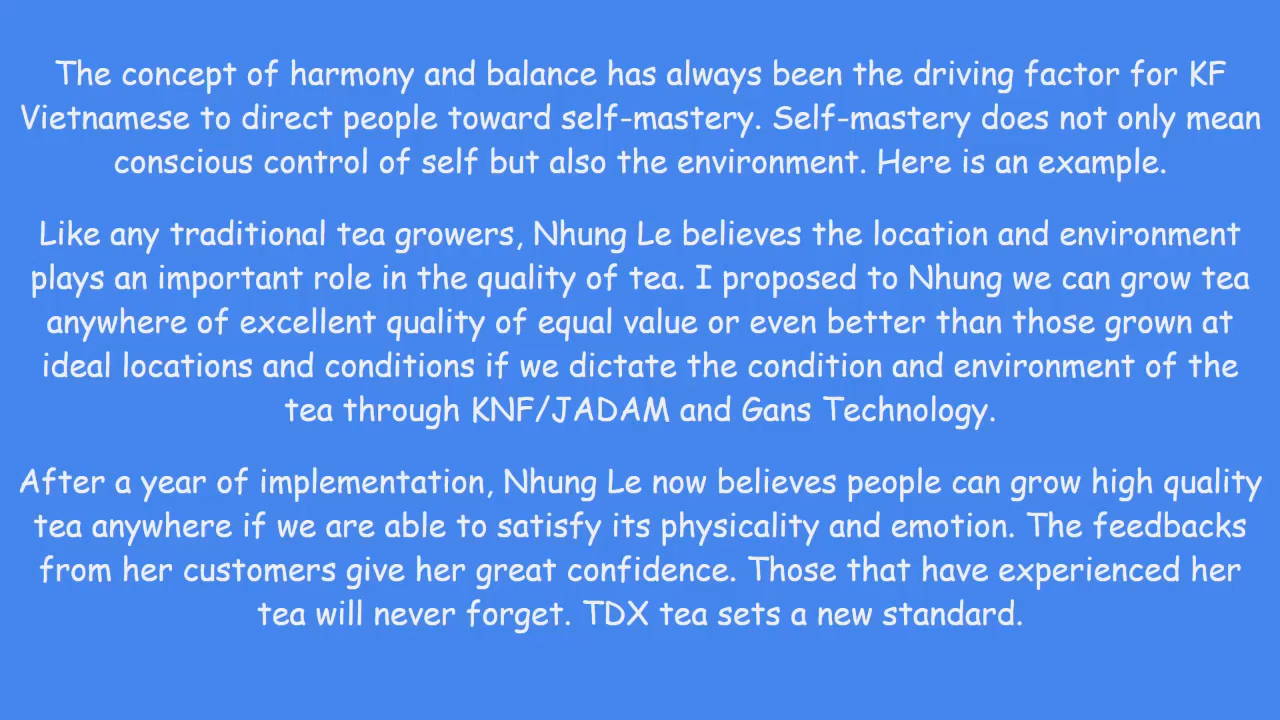 The concept of harmony and balance has always been the driving factor for KF
Vietnamese to direct people toward self-mastery. Self-mastery does not only mean
conscious control of self but also the environment. Here is an example.
Like any traditional tea growers, Nhung Le believes the location and environment
plays an important role in the quality of tea. I proposed to Nhung we can grow tea
anywhere of excellent quality of equal value or even better than those grown at
ideal locations and conditions if we dictate the condition and environment of the
tea through KNF/JADAM and Gans Technology.
After a year of implementation, Nhung Le now believes people can grow high quality
tea anywhere if we are able to satisfy its physicality and emotion. The feedbacks
from her customers give her great confidence. Those that have experienced her
tea will never forget. TDX tea sets a new standard.